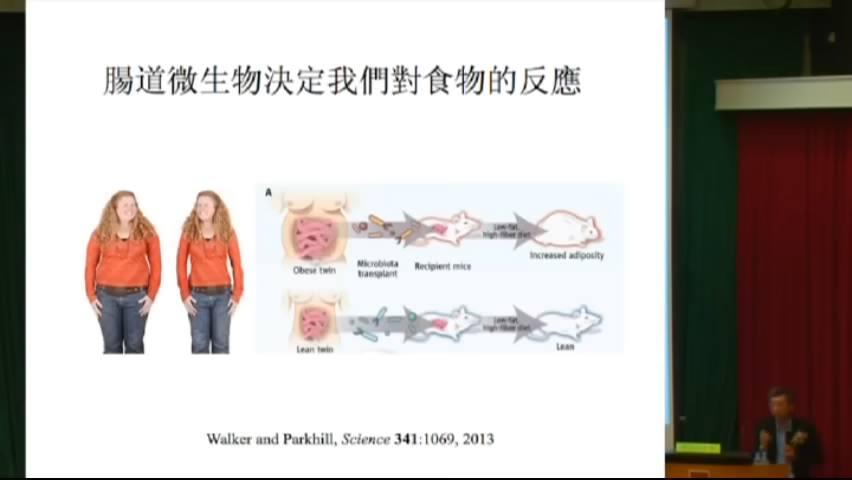 腸道微生物決定我們對食物的反應
A
Obese twin
Microbiota
transplant
Recipient mice
Low-fat,
high-fiber diet
Increased adiposity
Lean twin
Low-fat,
high-fiber diet
Lean
Walker and Parkhill, Science 341:1069, 2013